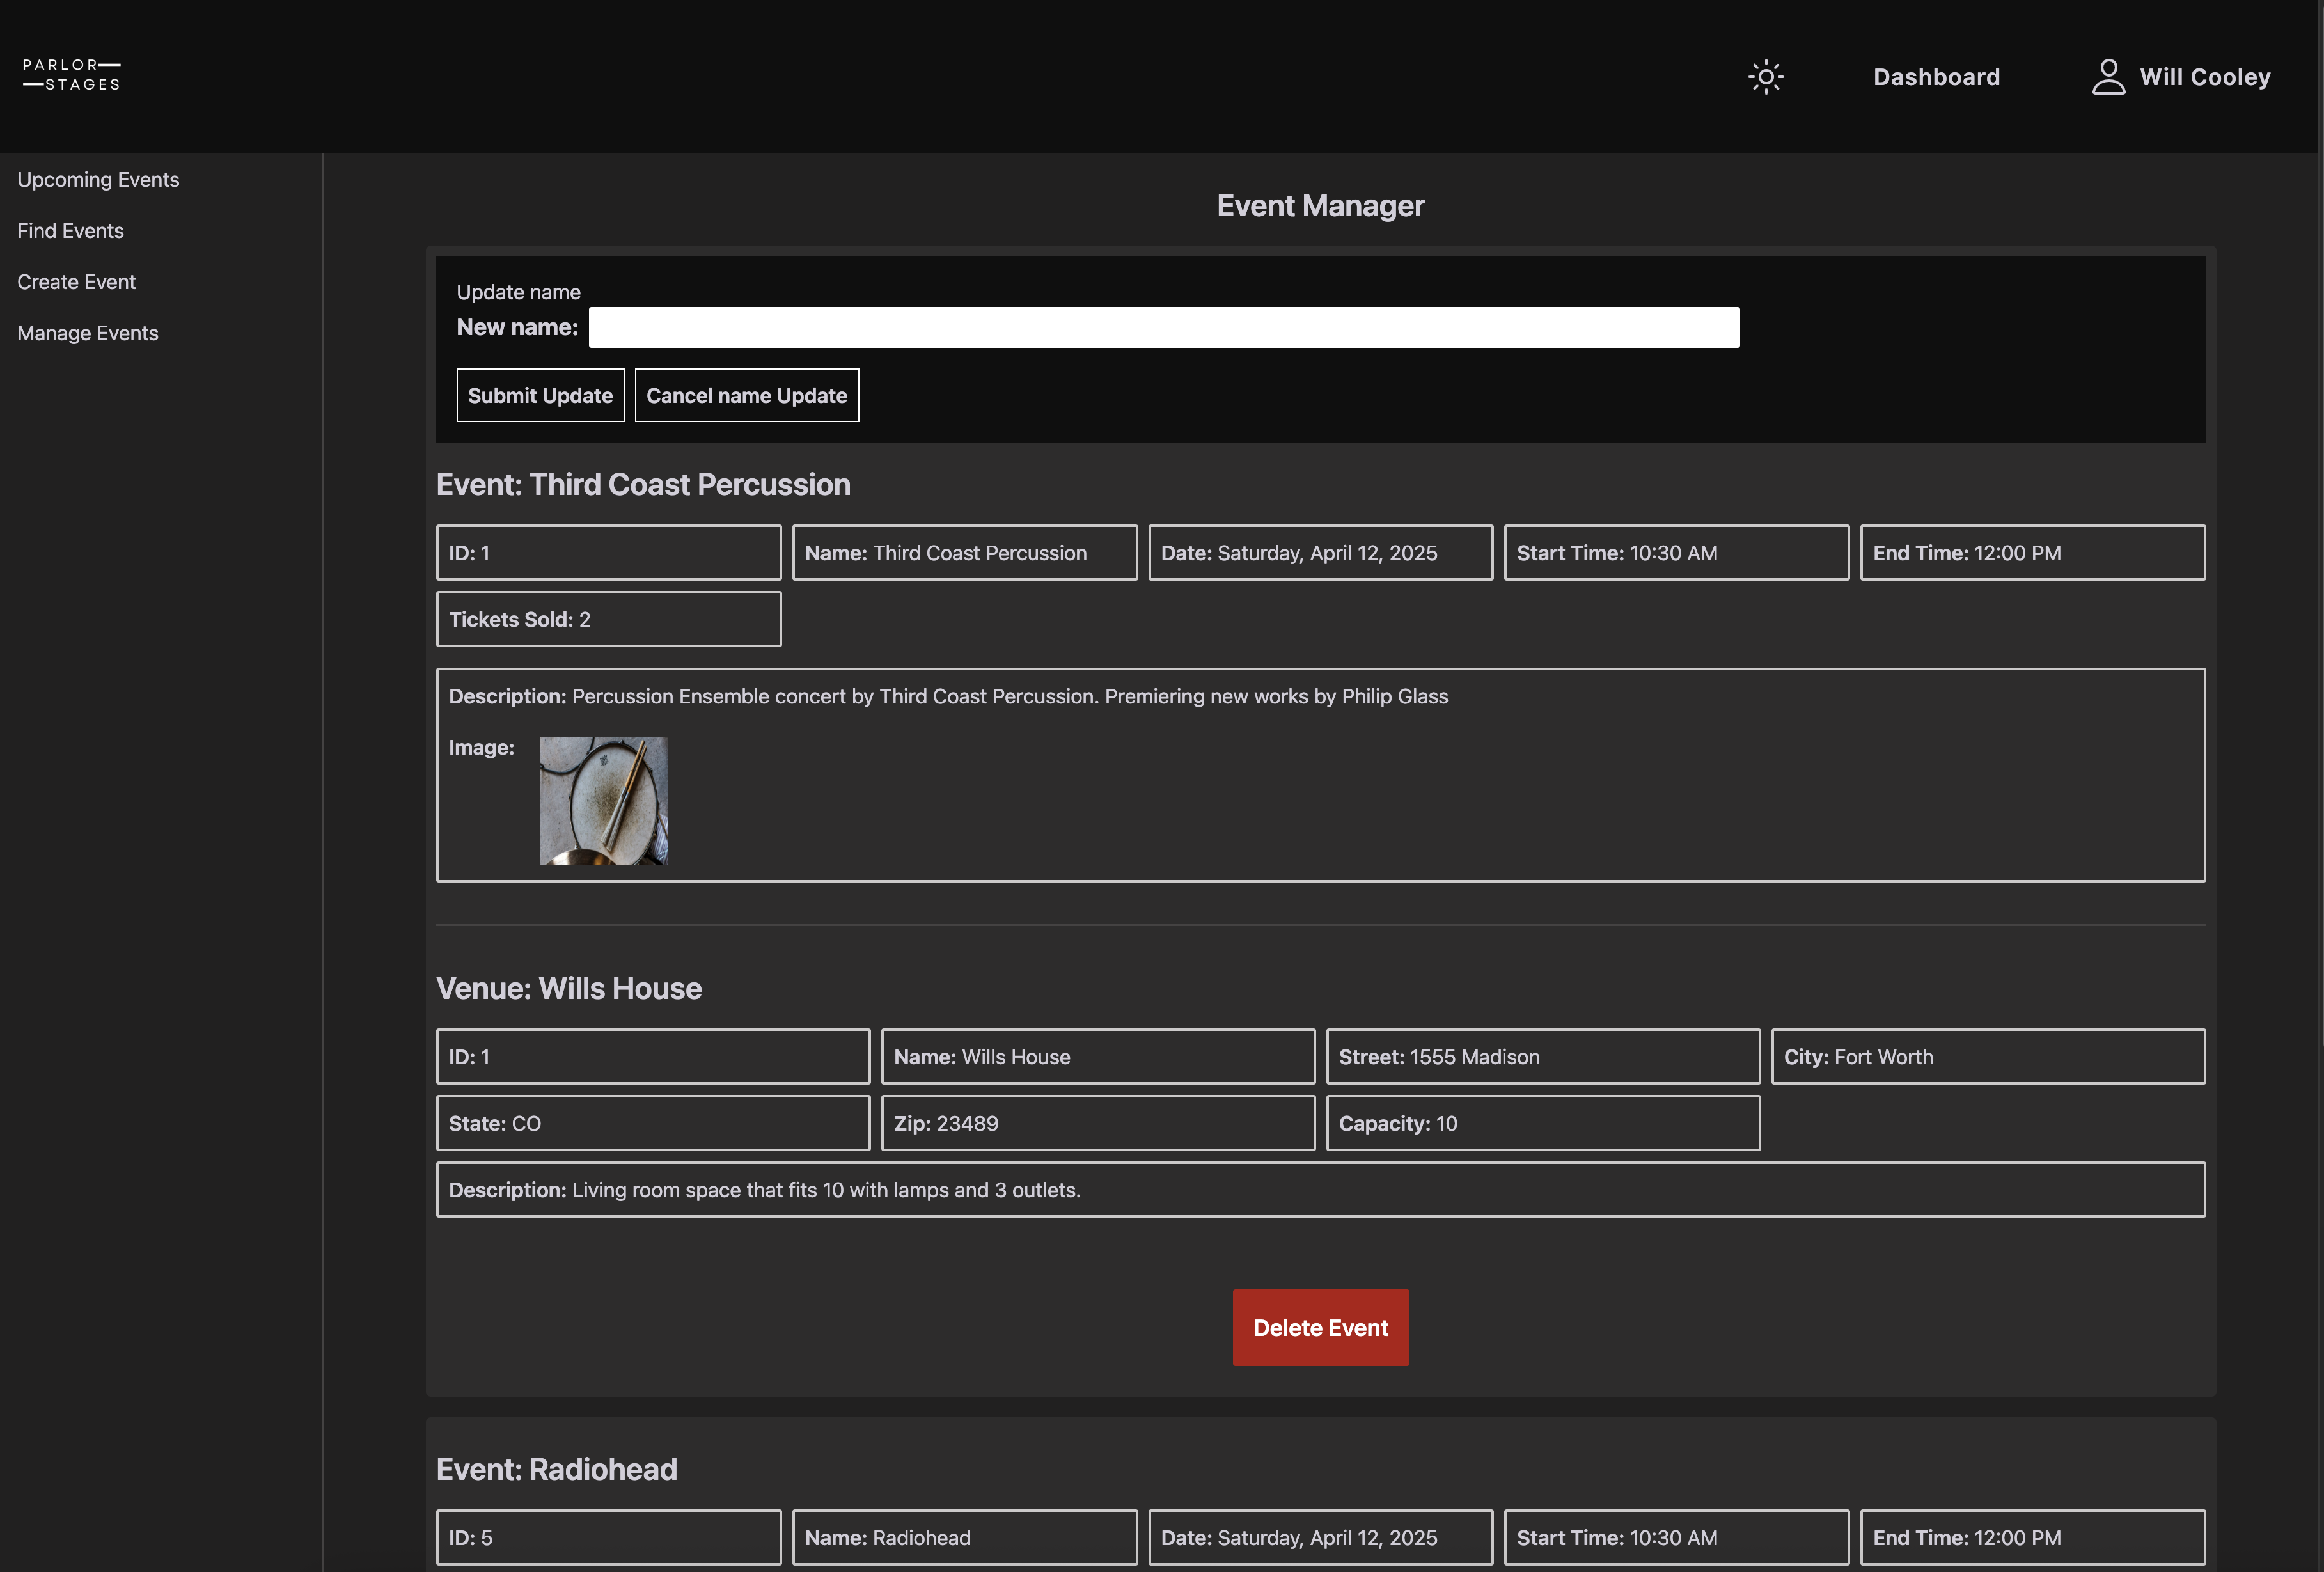 PARLOR
STAGES
Dashboard
Will Cooley
Upcoming Events
Find Events
Create Event
Manage Events
Event Manager
Update name
New name:
Submit Update
Cancel name Update
Event: Third Coast Percussion
ID: 1
Name: Third Coast Percussion
Date: Saturday, April 12, 2025
Start Time: 10:30 AM
End Time: 12:00 PM
Tickets Sold: 2
Description: Percussion Ensemble concert by Third Coast Percussion. Premiering new works by Philip Glass
Image:
Venue: Wills House
ID: 1
Name: Wills House
Street: 1555 Madison
City: Fort Worth
State: CO
Zip: 23489
Capacity: 10
Description: Living room space that fits 10 with lamps and 3 outlets.
Delete Event
Event: Radiohead
ID: 5
Name: Radiohead
Date: Saturday, April 12, 2025
Start Time: 10:30 AM
End Time: 12:00 PM